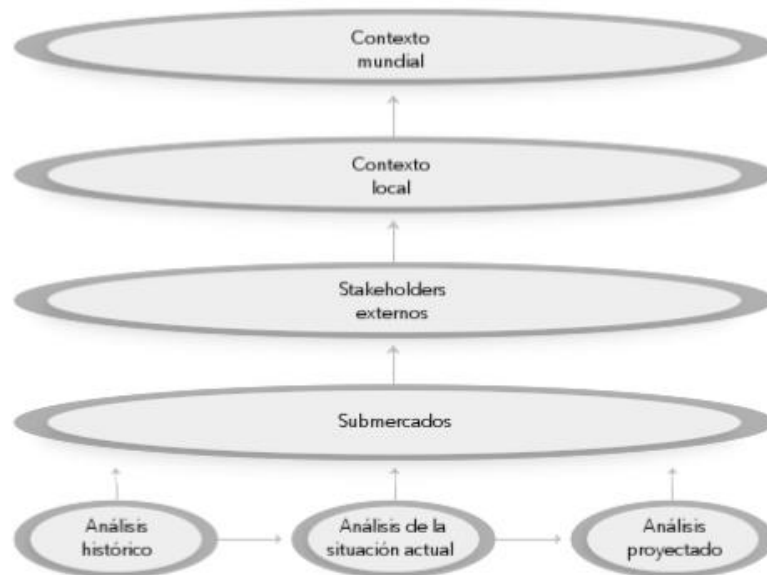 Contexto
mundial
Contexto
local
Stakeholders
externos
Submercados
Análisis
histórico
Análisis de la
situación actual
Análisis
proyectado